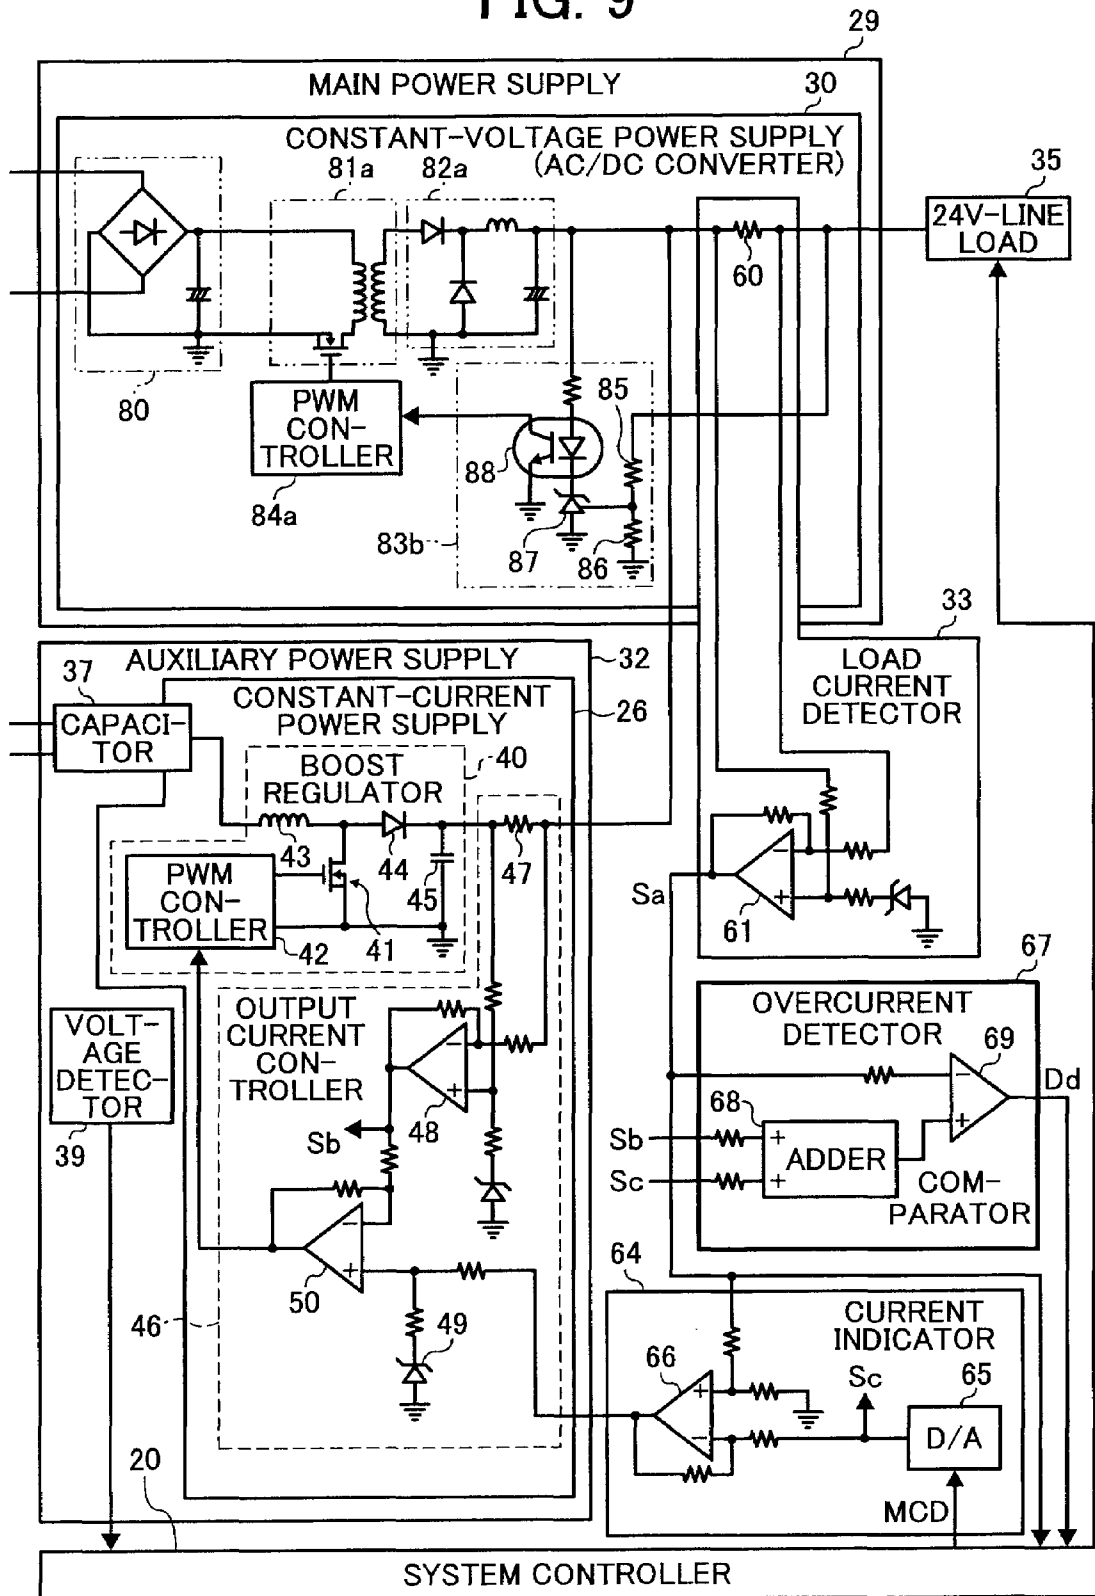 FIG. 9
29
MAIN POWER SUPPLY
30
CONSTANT-VOLTAGE POWER SUPPLY
(AC/DC CONVERTER)
81a
82a
35
24V-LINE
LOAD
60
80
PWM
CON-
TROLLER
84a
85
88
83b
87
86
33
AUXILIARY POWER SUPPLY
32
LOAD
CURRENT
DETECTOR
37
CONSTANT-CURRENT
POWER SUPPLY
26
CAPACI-
TOR
40
BOOST
REGULATOR
43
44
45
47
PWM
CON-
TROLLER
42
41
Sa
61
67
OVERCURRENT
DETECTOR
69
OUTPUT
CURRENT
CON-
TROLLER
VOLT-
AGE
DETEC-
TOR
39
48
Sb
Dd
68
Sb
+
ADDER
Sc
+
COM-
PARATOR
50
46
49
64
CURRENT
INDICATOR
66
Sc
65
D/A
MCD
20
SYSTEM CONTROLLER